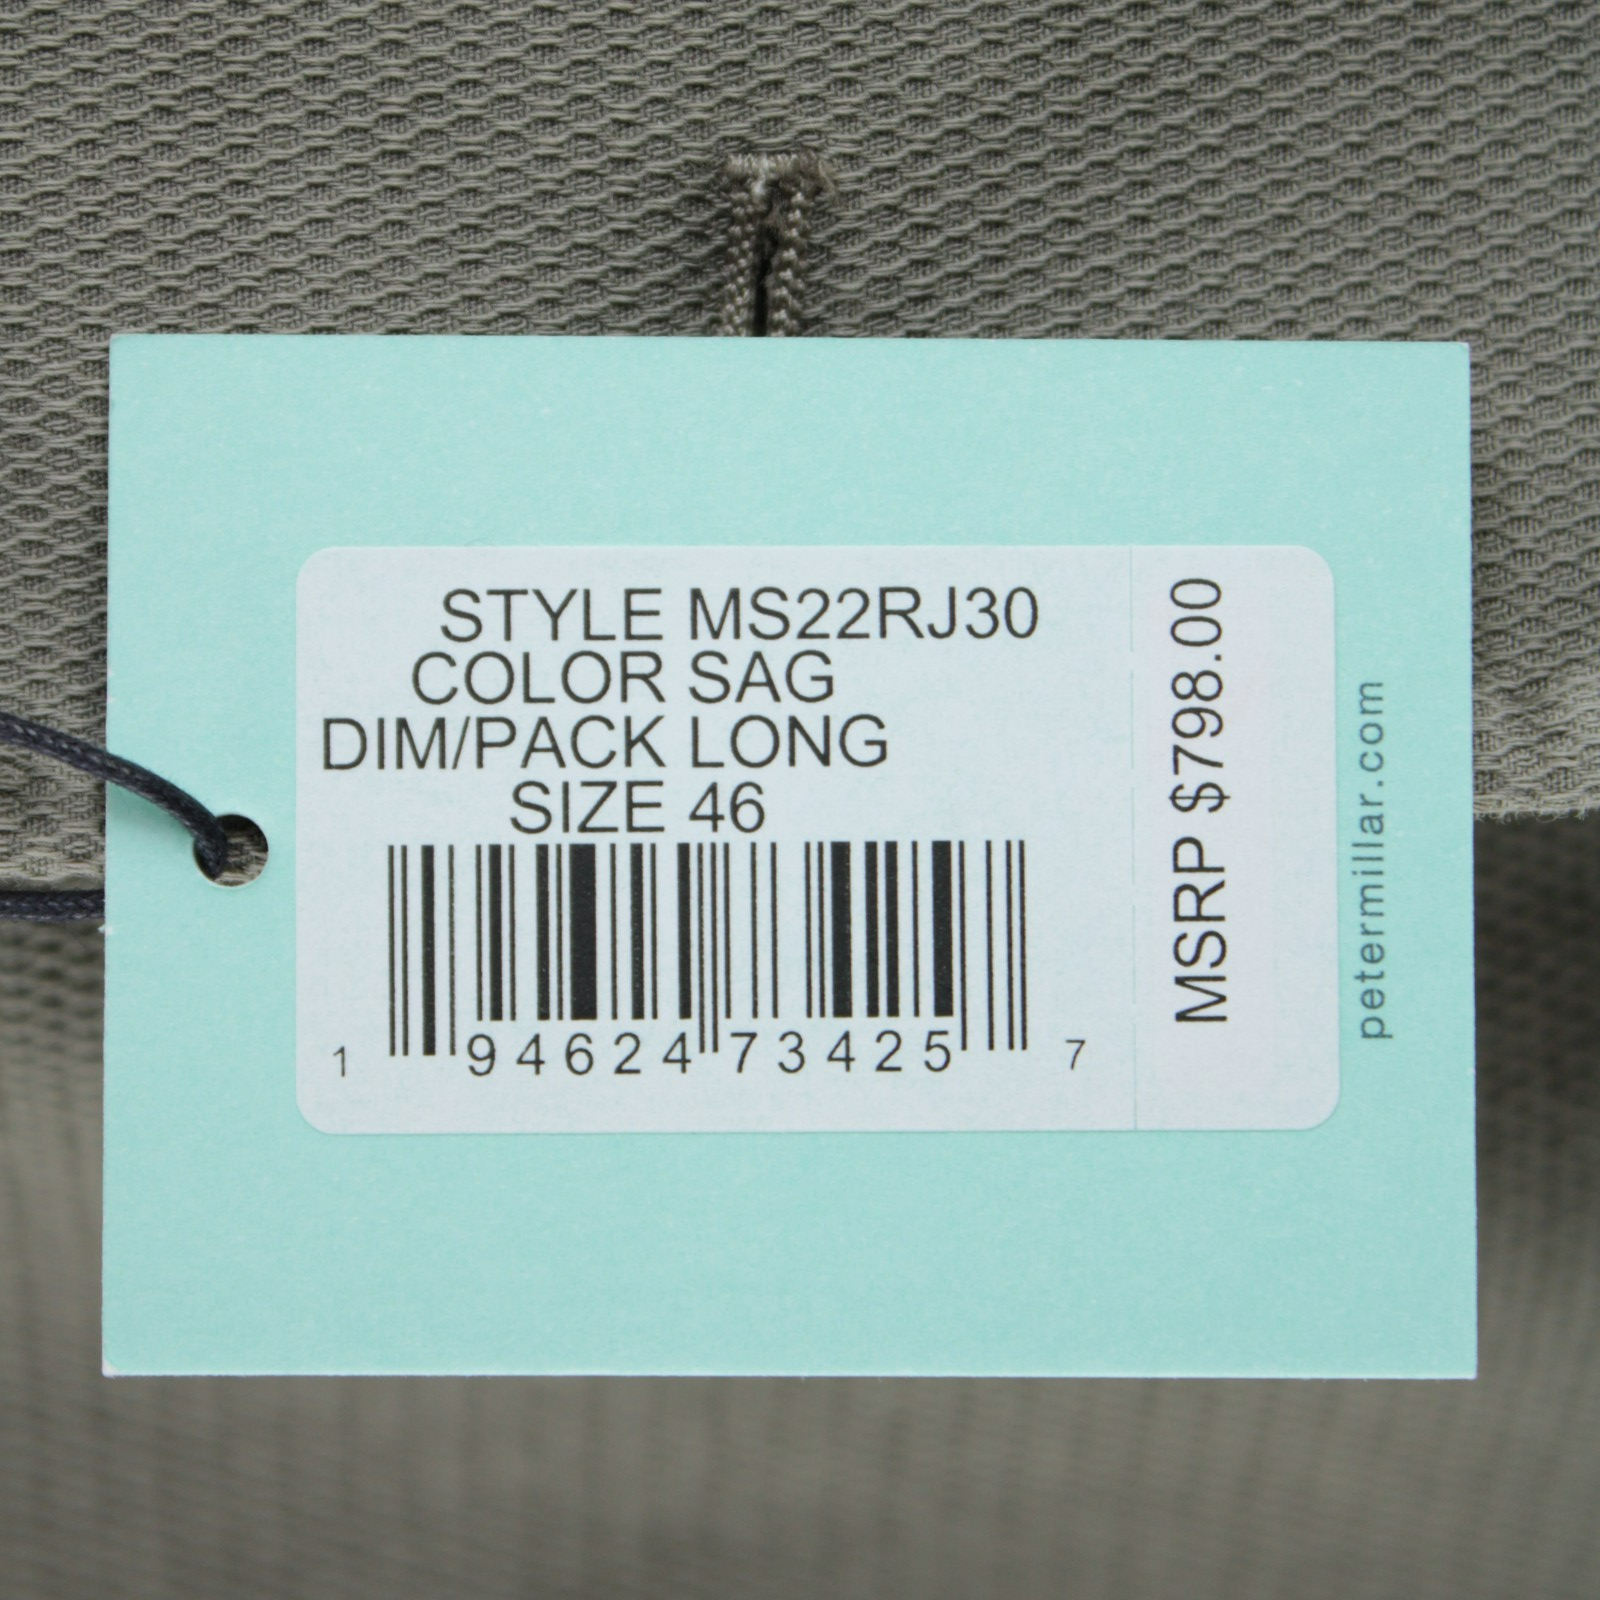 STYLE MS22RJ30
COLOR SAG
DIM/PACK LONG
SIZE 46
1 94624 73425 7
MSRP $798.00
petermillar.com